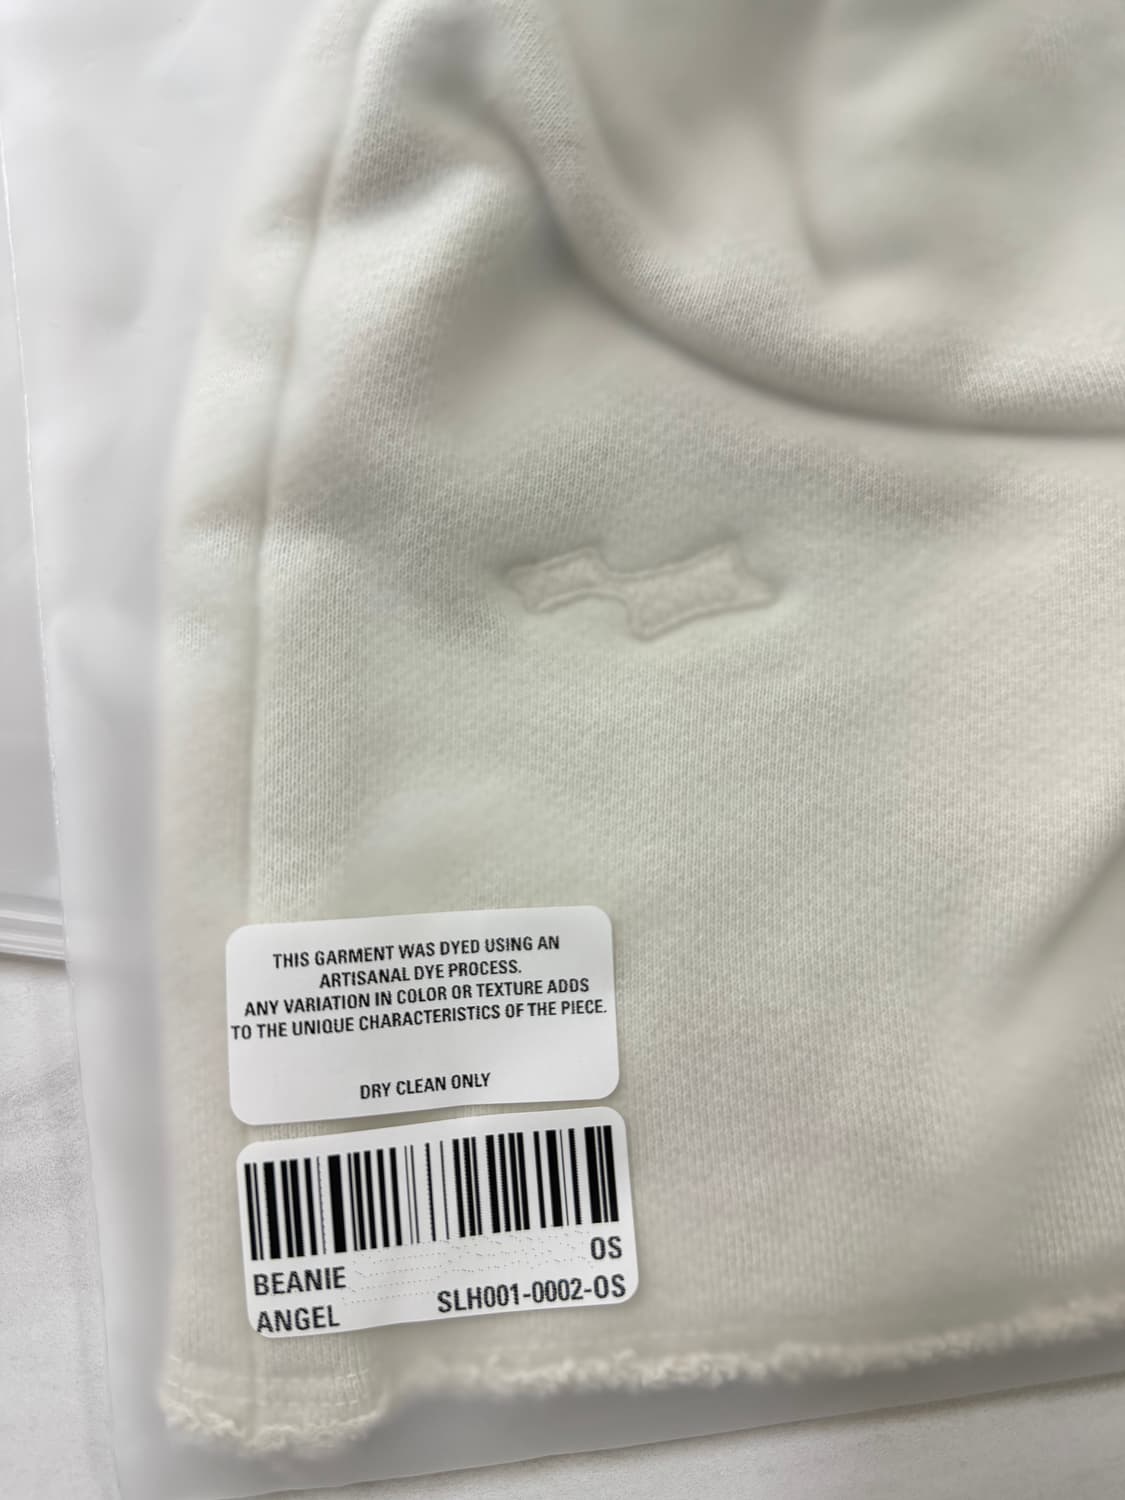 THIS GARMENT WAS DYED USING AN
ARTISANAL DYE PROCESS.
ANY VARIATION IN COLOR OR TEXTURE ADDS
TO THE UNIQUE CHARACTERISTICS OF THE PIECE.
DRY CLEAN ONLY
BEANIE OS
ANGEL SLH001-0002-OS